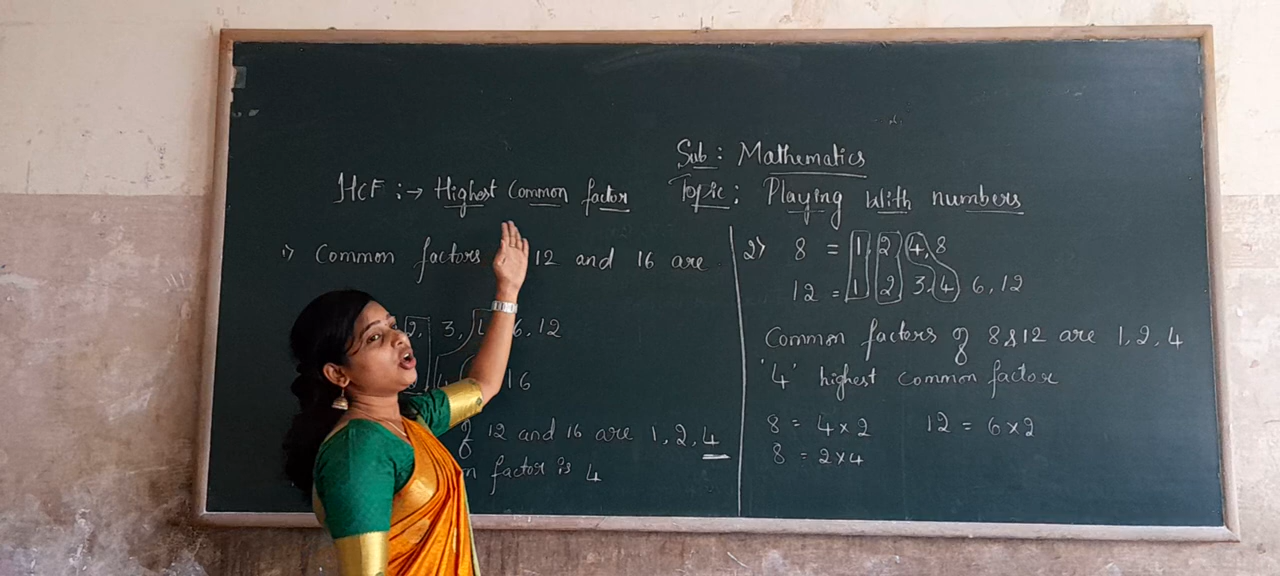 Sub: Mathematics
HCF :→ Highest Common factor
Topic: Playing With numbers
1) Common factors 12 and 16 are
2, 3, 4, 6, 12
16
of 12 and 16 are 1, 2, 4
factor is 4
2) 8 = 1, 2, 4, 8
12 = 1 2 3, 4, 6, 12
Common factors of 8 & 12 are 1, 2, 4
'4' highest common factor
8 = 4 × 2 12 = 6 × 2
8 = 2 × 4